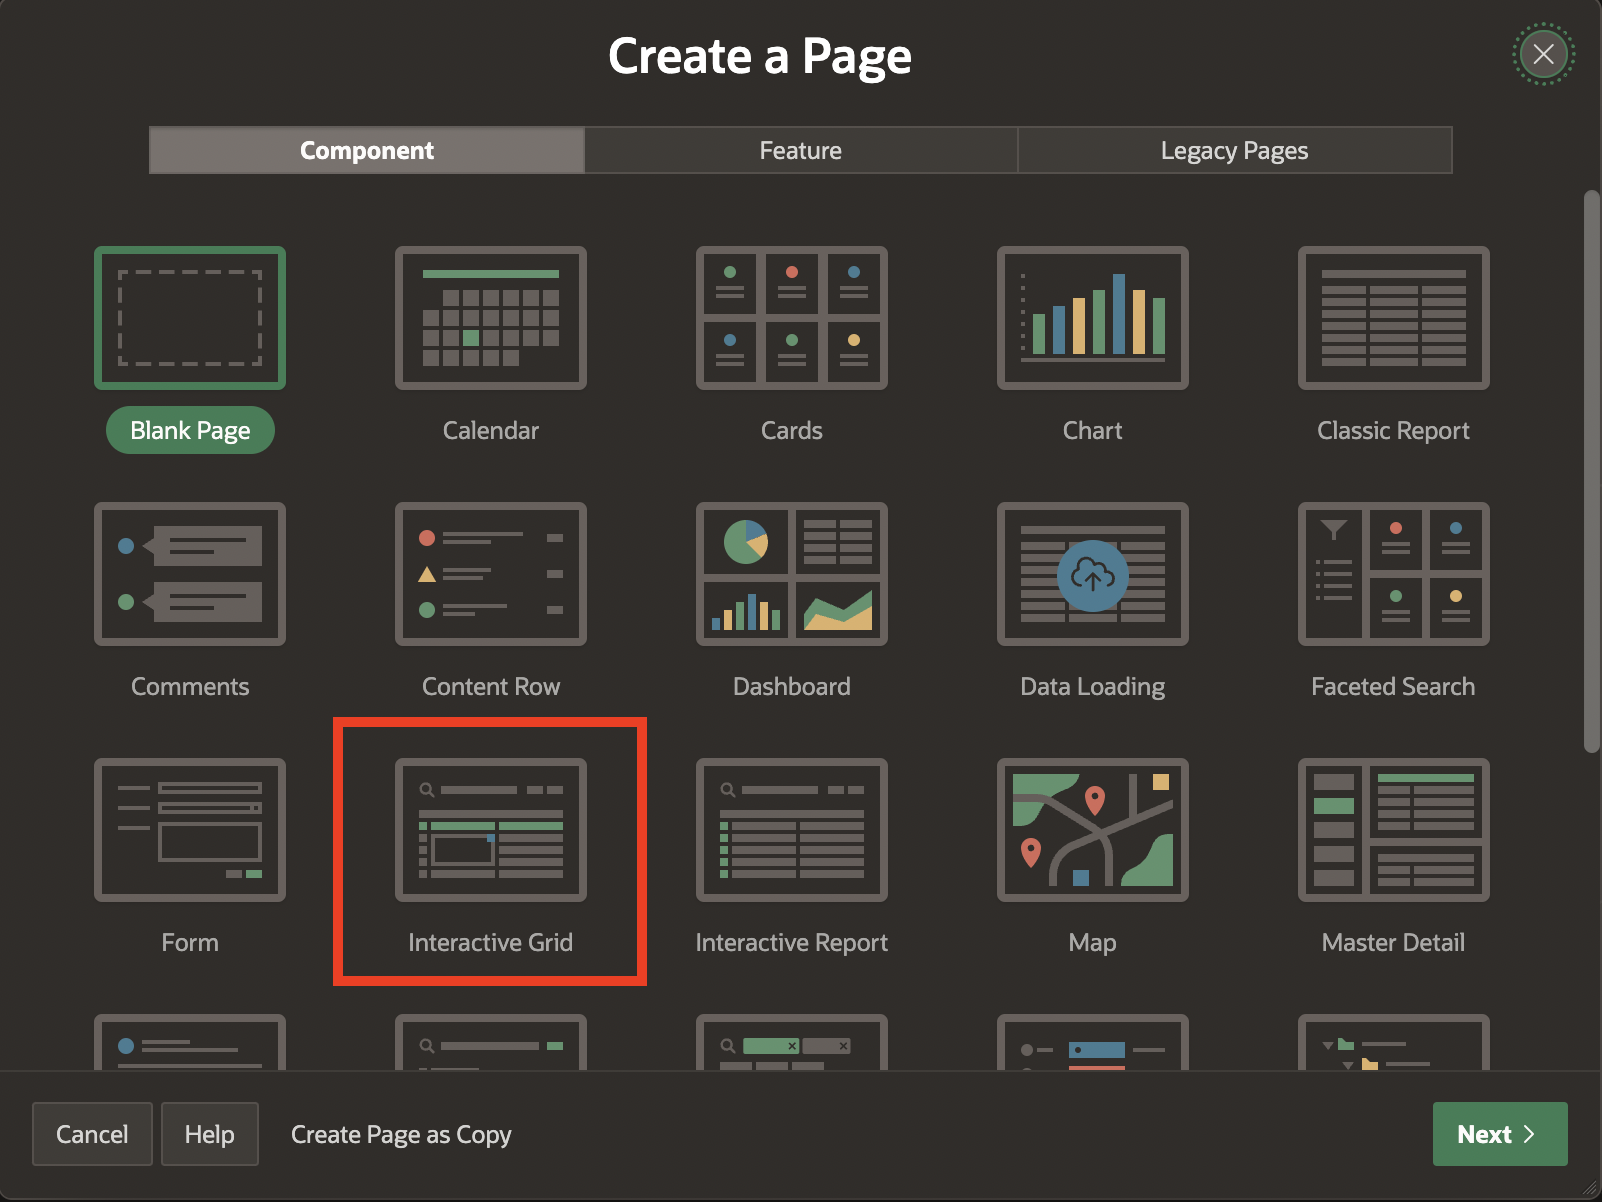 Create a Page
Component
Feature
Legacy Pages
Blank Page
Calendar
Cards
Chart
Classic Report
Comments
Content Row
Dashboard
Data Loading
Faceted Search
Form
Interactive Grid
Interactive Report
Map
Master Detail
Cancel
Help
Create Page as Copy
Next